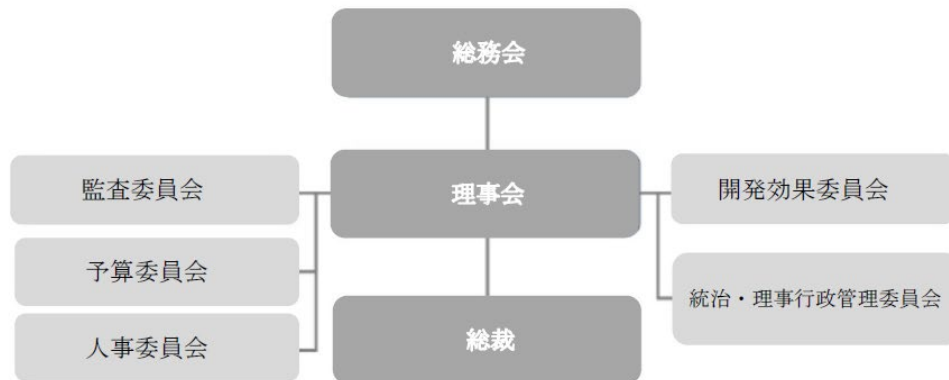 総務会
監査委員会
理事会
開発効果委員会
予算委員会
統治・理事行政管理委員会
人事委員会
総裁